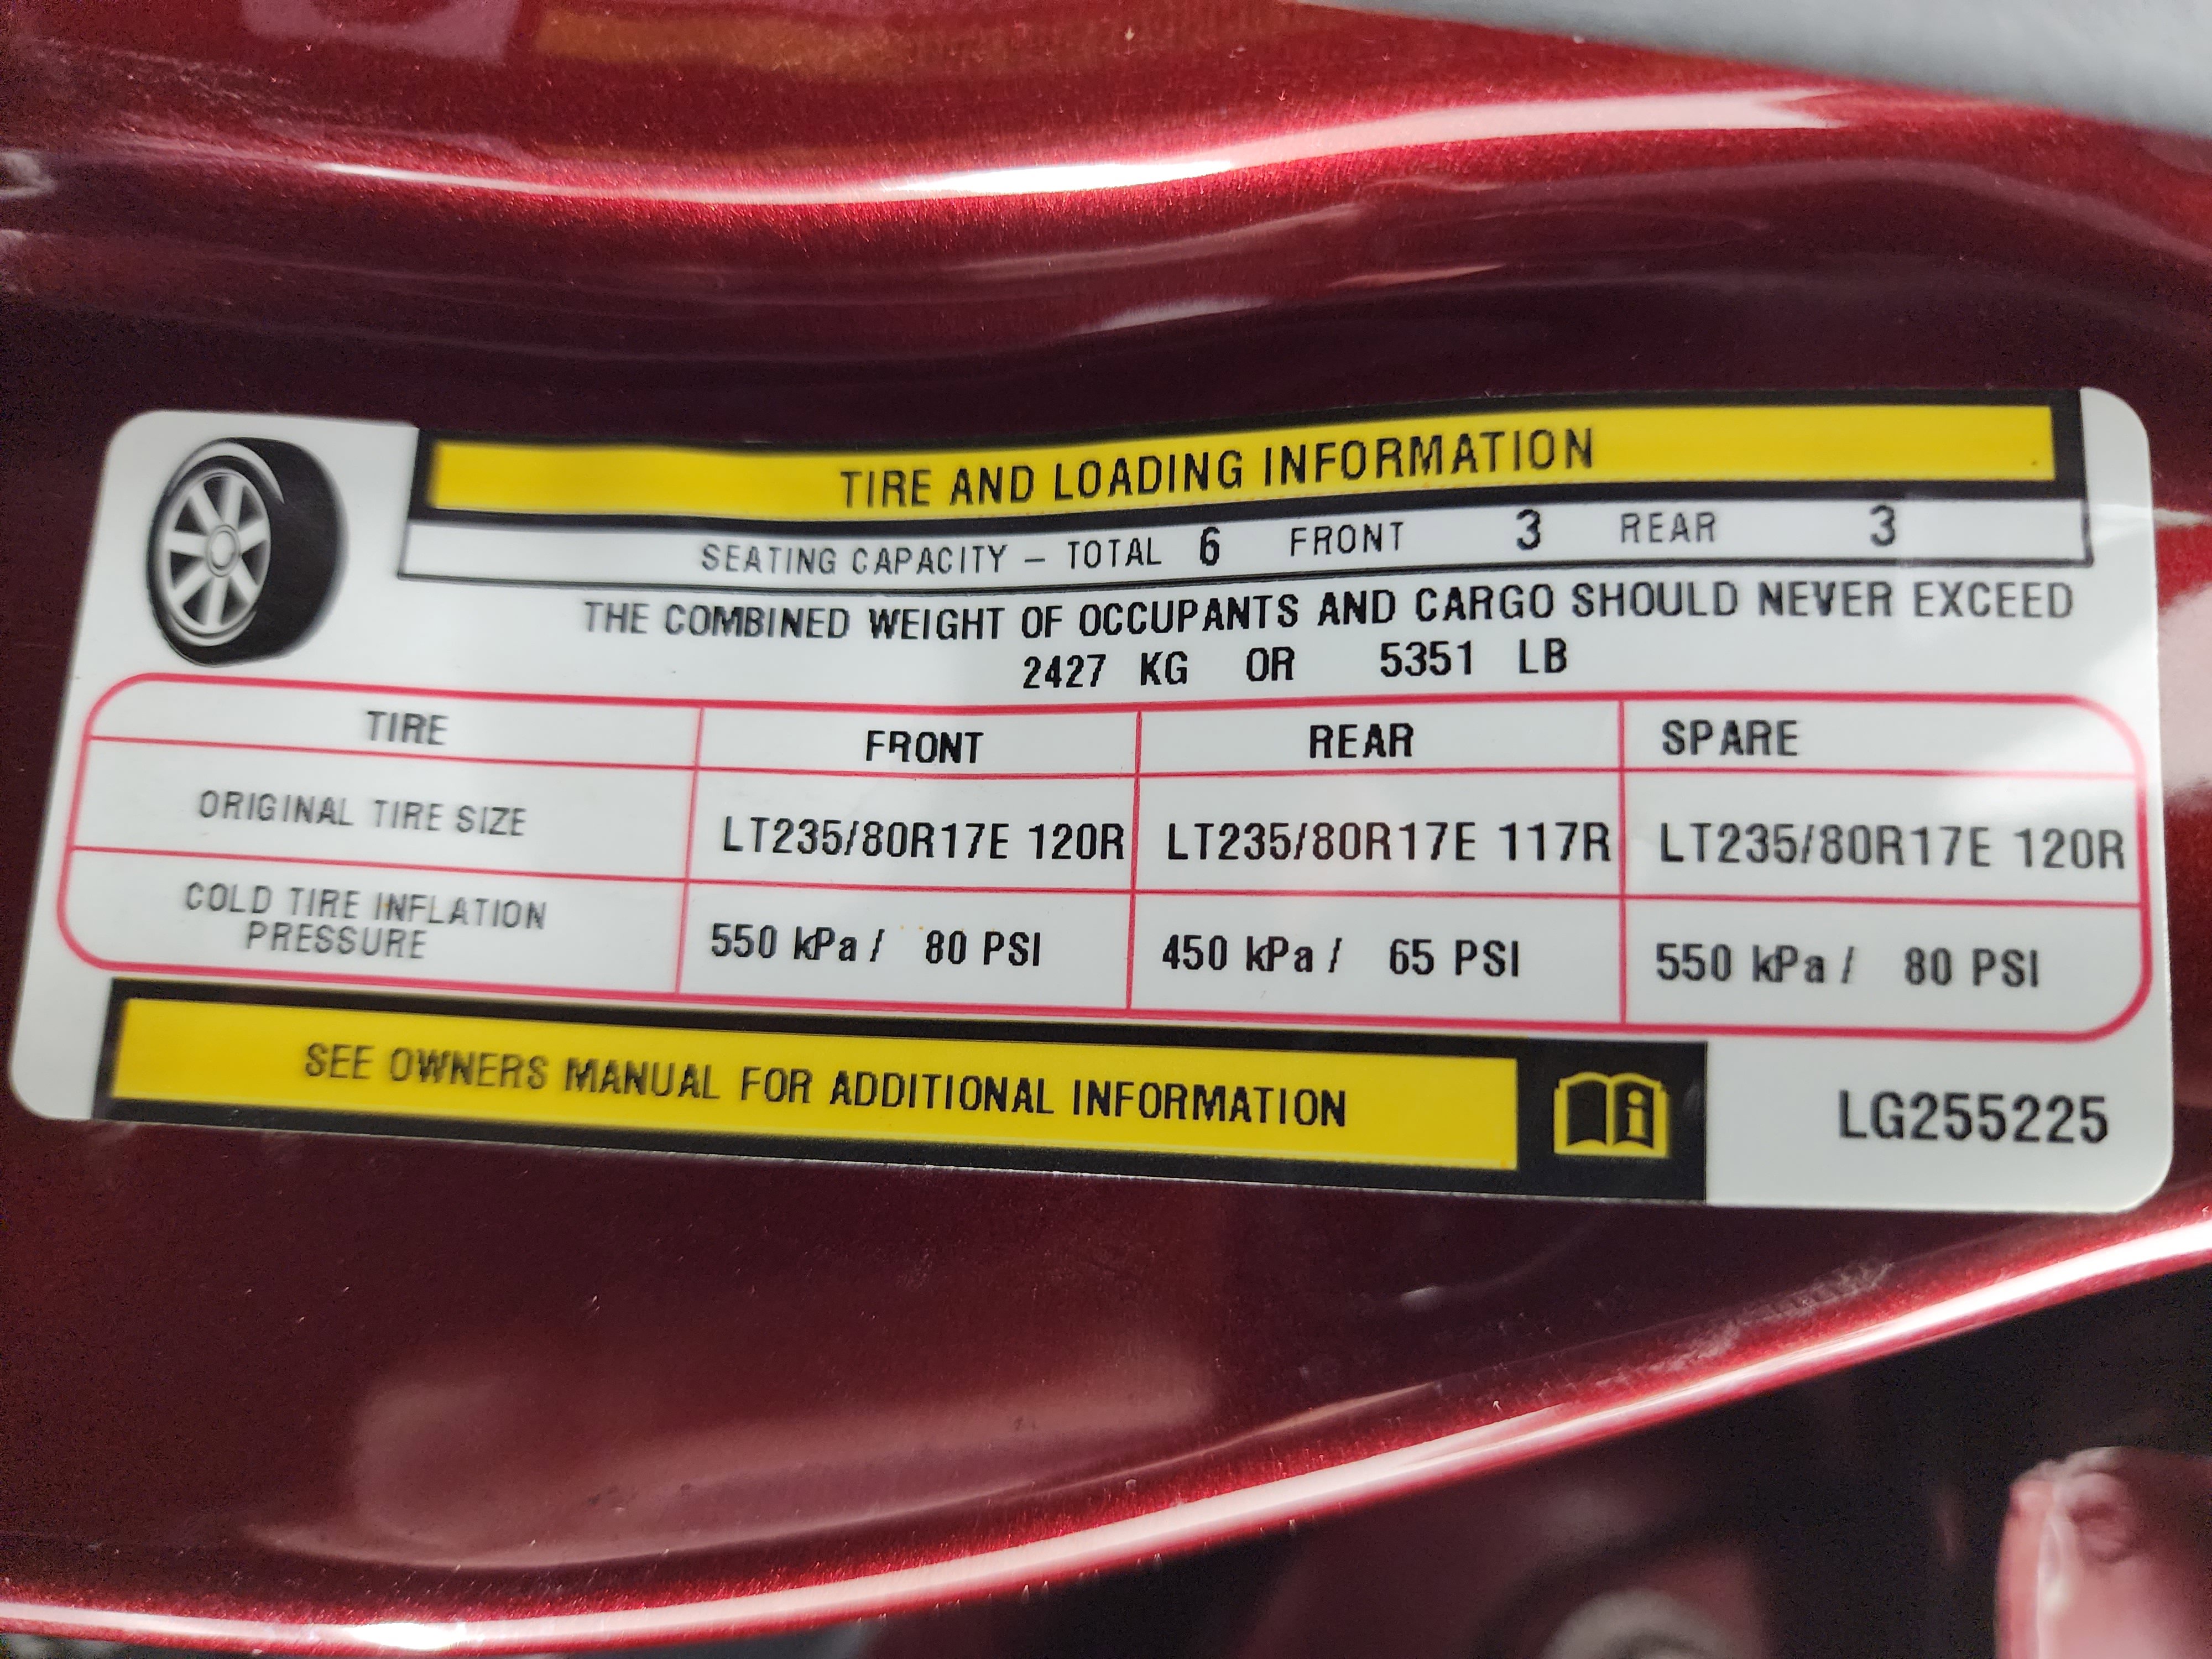 TIRE AND LOADING INFORMATION
SEATING CAPACITY – TOTAL 6 FRONT 3 REAR 3
THE COMBINED WEIGHT OF OCCUPANTS AND CARGO SHOULD NEVER EXCEED
2427 KG OR 5351 LB
TIRE FRONT REAR SPARE
ORIGINAL TIRE SIZE LT235/80R17E 120R LT235/80R17E 117R LT235/80R17E 120R
COLD TIRE INFLATION
PRESSURE 550 kPa / 80 PSI 450 kPa / 65 PSI 550 kPa / 80 PSI
SEE OWNERS MANUAL FOR ADDITIONAL INFORMATION
LG255225